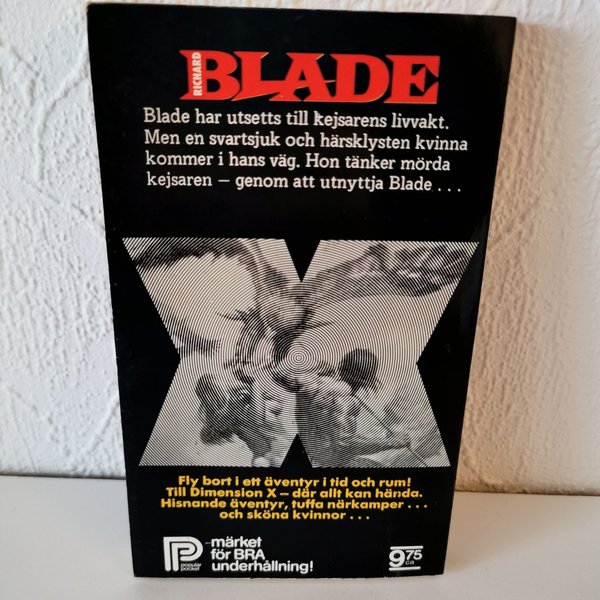 RICHARD
BLADE
Blade har utsetts till kejsarens livvakt.
Men en svartsjuk och härsklysten kvinna
kommer i hans väg. Hon tänker mörda
kejsaren – genom att utnyttja Blade . . .
Fly bort i ett äventyr i tid och rum!
Till Dimension X – där allt kan hända.
Hisnande äventyr, tuffa närkamper . . .
och sköna kvinnor . . .
PP
populär
pocket
-märket
för BRA
underhållning!
9 75
ca